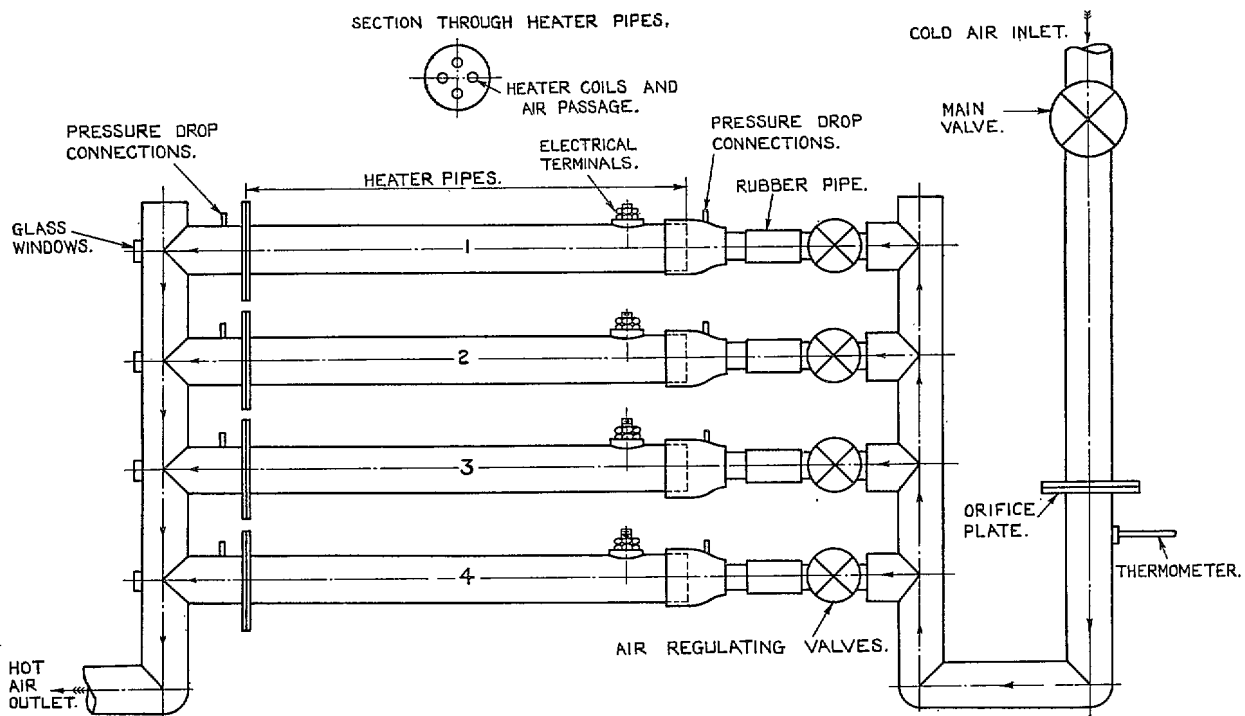 SECTION THROUGH HEATER PIPES.
COLD AIR INLET.
HEATER COILS AND
AIR PASSAGE.
MAIN
VALVE.
PRESSURE DROP
CONNECTIONS.
ELECTRICAL
TERMINALS.
PRESSURE DROP
CONNECTIONS.
HEATER PIPES.
RUBBER PIPE.
GLASS
WINDOWS.
1
2
3
ORIFICE
PLATE.
4
THERMOMETER.
AIR REGULATING VALVES.
HOT
AIR
OUTLET.